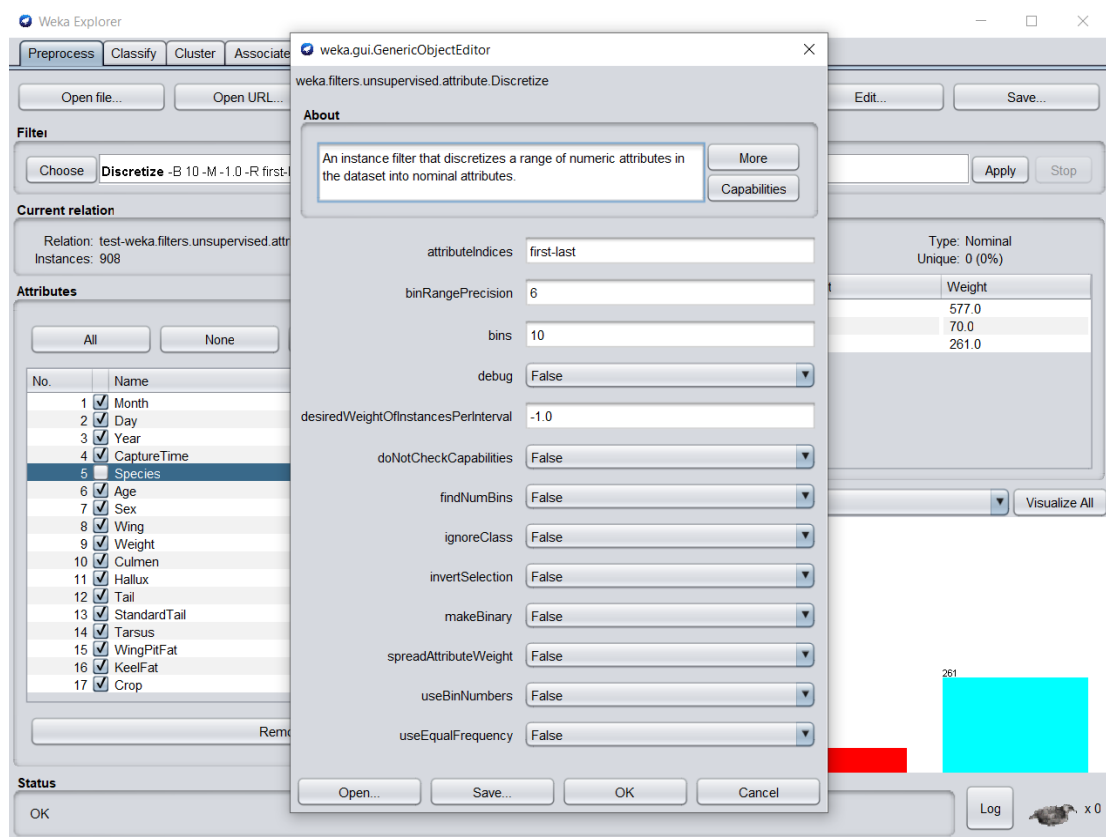 Weka Explorer
Preprocess Classify Cluster Associate
Open file... Open URL... Edit... Save...
Filter
Choose Discretize -B 10 -M -1.0 -R first- Apply Stop
Current relation
Relation: test-weka.filters.unsupervised.attr
Instances: 908
Attributes
All None
No. Name
1 Month
2 Day
3 Year
4 CaptureTime
5 Species
6 Age
7 Sex
8 Wing
9 Weight
10 Culmen
11 Hallux
12 Tail
13 StandardTail
14 Tarsus
15 WingPitFat
16 KeelFat
17 Crop
Remo
Status
OK
weka.gui.GenericObjectEditor
weka.filters.unsupervised.attribute.Discretize
About
An instance filter that discretizes a range of numeric attributes in
the dataset into nominal attributes.
More
Capabilities
attributeIndices first-last
binRangePrecision 6
bins 10
debug False
desiredWeightOfInstancesPerInterval -1.0
doNotCheckCapabilities False
findNumBins False
ignoreClass False
invertSelection False
makeBinary False
spreadAttributeWeight False
useBinNumbers False
useEqualFrequency False
Open... Save... OK Cancel
Type: Nominal
Unique: 0 (0%)
t Weight
577.0
70.0
261.0
Visualize All
261
Log x 0